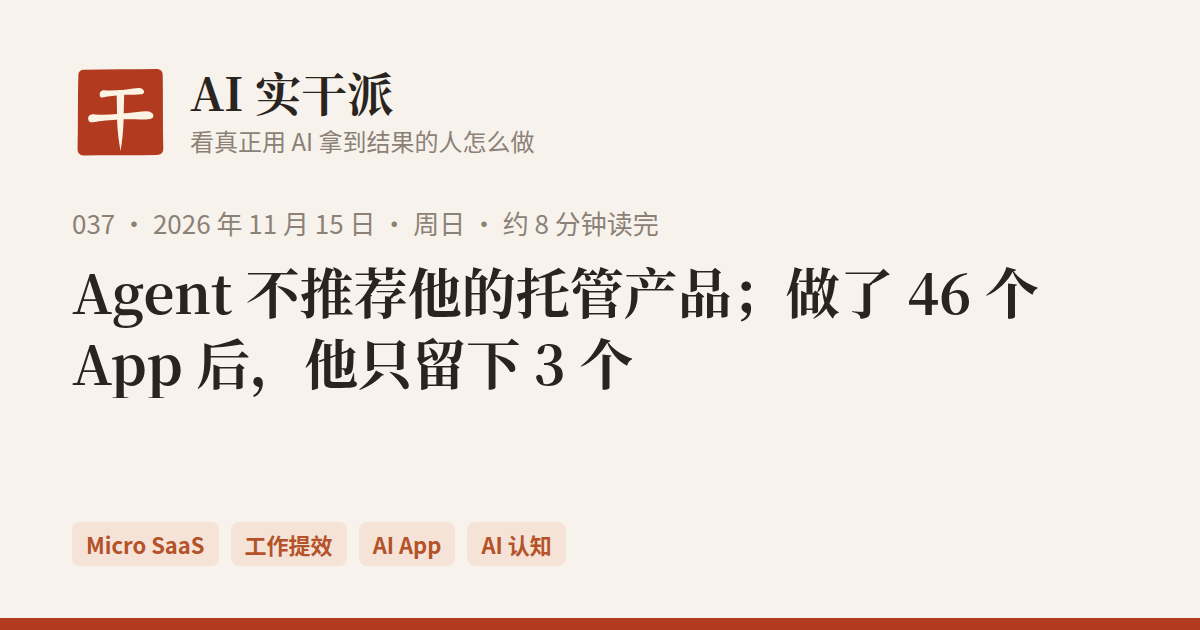 干
AI 实干派
看真正用 AI 拿到结果的人怎么做
037 · 2026 年 11 月 15 日 · 周日 · 约 8 分钟读完
Agent 不推荐他的托管产品；做了 46 个
App 后，他只留下 3 个
Micro SaaS 工作提效 AI App AI 认知